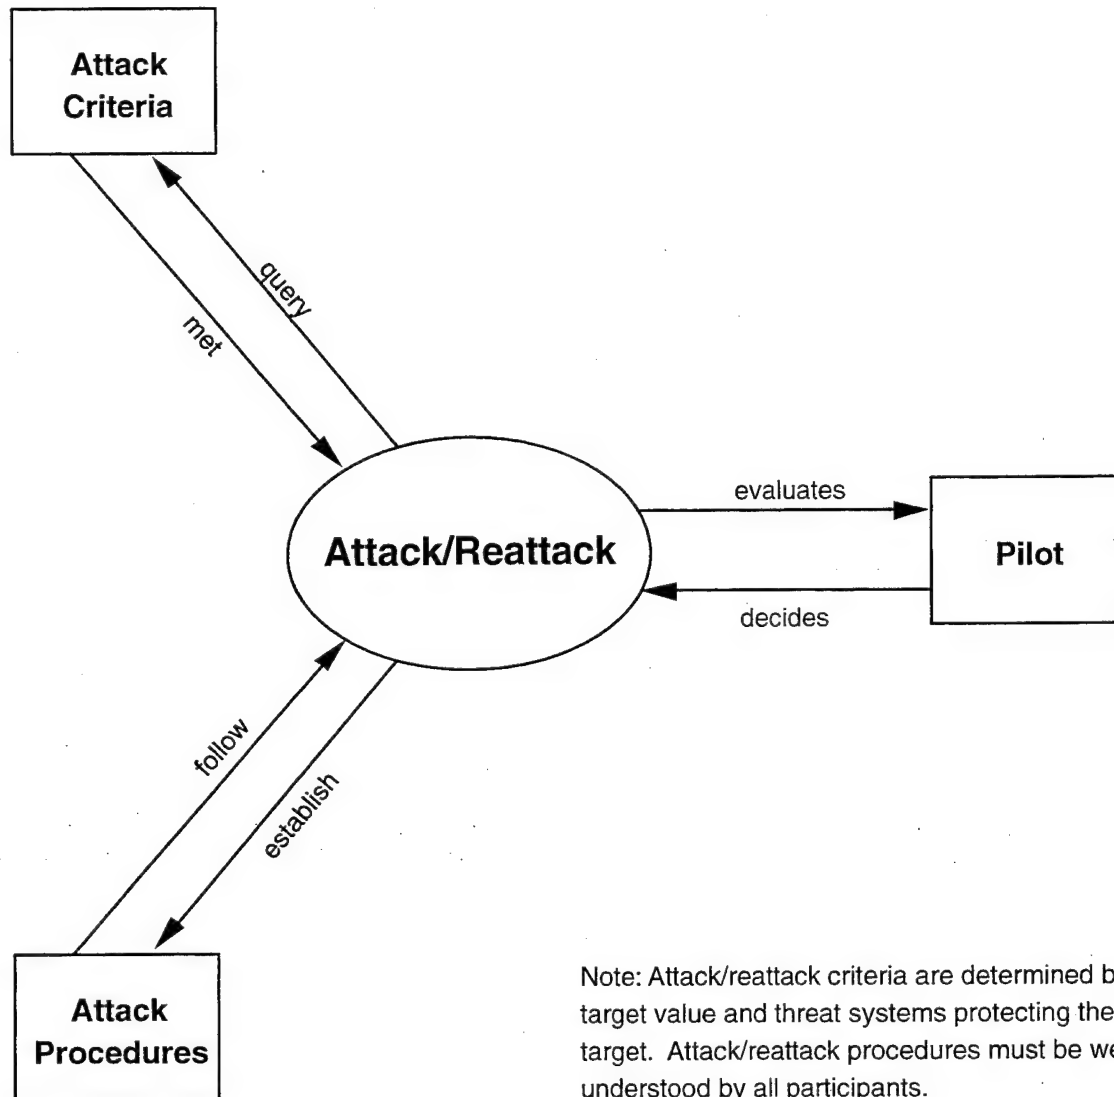 Attack
Criteria
query
met
evaluates
Attack/Reattack
Pilot
decides
follow
establish
Attack
Procedures
Note: Attack/reattack criteria are determined b
target value and threat systems protecting the
target. Attack/reattack procedures must be we
understood by all participants.